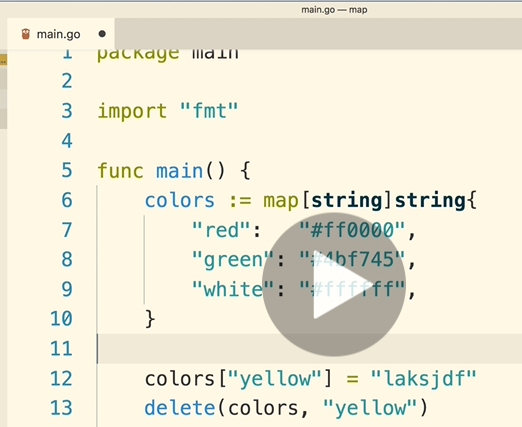 main.go — map
main.go
1 package main
2
3 import "fmt"
4
5 func main() {
6 colors := map[string]string{
7 "red": "#ff0000",
8 "green": "#4bf745",
9 "white": "#ffffff",
10 }
11
12 colors["yellow"] = "laksjdf"
13 delete(colors, "yellow")